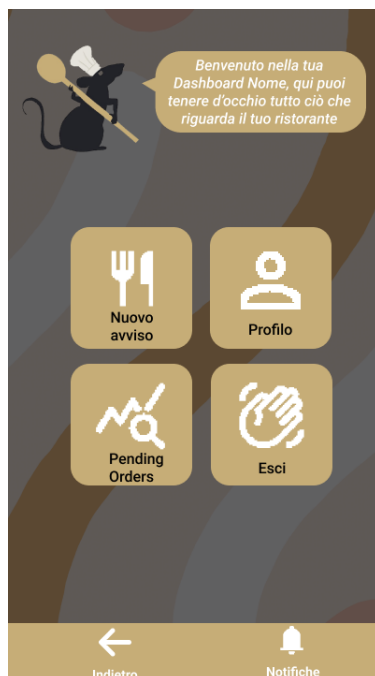 Benvenuto nella tua
Dashboard Nome, qui puoi
tenere d'occhio tutto ciò che
riguarda il tuo ristorante
Nuovo
avviso
Profilo
Pending
Orders
Esci
Indietro
Notifiche